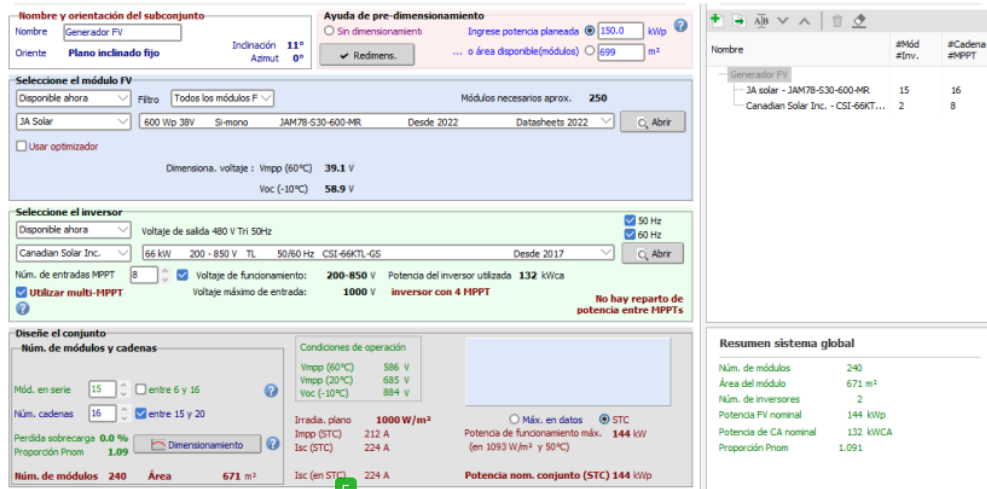 Nombre y orientación del subconjunto
Nombre Generador FV
Oriente Plano inclinado fijo
Inclinación 11°
Azimut 0°
Ayuda de pre-dimensionamiento
Sin dimensionamiento Ingrese potencia planeada 150.0 kWp
Redimens. ... o área disponible(módulos) 699 m²
Seleccione el módulo FV
Disponible ahora Filtro Todos los módulos F Módulos necesarios aprox. 250
JA Solar 600 Wp 38V Si-mono JAM78-S30-600-MR Desde 2022 Datasheets 2022 Abrir
Usar optimizador
Dimensiona. voltaje : Vmpp (60°C) 39.1 V
Voc (-10°C) 58.9 V
Seleccione el inversor
Disponible ahora Voltaje de salida 480 V Tri 50Hz
50 Hz
60 Hz
Canadian Solar Inc. 66 kW 200 - 850 V TL 50/60 Hz CSI-66KTL-GS Desde 2017 Abrir
Núm. de entradas MPPT 8 Voltaje de funcionamiento: 200-850 V Potencia del inversor utilizada 132 kWca
Utilizar multi-MPPT Voltaje máximo de entrada: 1000 V inversor con 4 MPPT
No hay reparto de
potencia entre MPPTs
Diseñe el conjunto
Núm. de módulos y cadenas
Mód. en serie 15 entre 6 y 16
Núm. cadenas 16 entre 15 y 20
Perdida sobrecarga 0.0 %
Proporción Pnom 1.09
Dimensionamiento
Núm. de módulos 240 Área 671 m²
Condiciones de operación
Vmpp (60°C) 586 V
Vmpp (20°C) 685 V
Voc (-10°C) 884 V
Irradia. plano 1000 W/m²
Impp (STC) 212 A
Isc (STC) 224 A
Isc (en STC) 224 A
Máx. en datos STC
Potencia de funcionamiento máx. 144 kW
(en 1093 W/m² y 50°C)
Potencia nom. conjunto (STC) 144 kWp
Nombre #Mód #Cadena
#Inv. #MPPT
Generador FV
JA solar - JAM78-S30-600-MR 15 16
Canadian Solar Inc. - CSI-66KT... 2 8
Resumen sistema global
Núm. de módulos 240
Área del módulo 671 m²
Núm. de inversores 2
Potencia FV nominal 144 kWp
Potencia de CA nominal 132 kWCA
Proporción Pnom 1.091